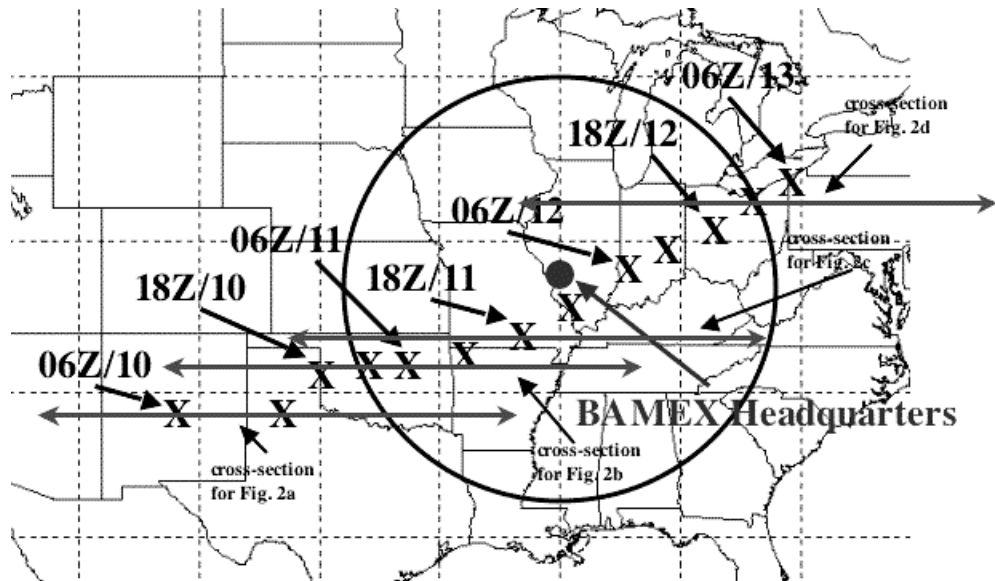 06Z/13
cross-section
for Fig. 2d
18Z/12
06Z/12
06Z/11
cross-section
for Fig. 2c
18Z/10
18Z/11
06Z/10
BAMEX Headquarters
cross-section
for Fig. 2b
cross-section
for Fig. 2a
X
X
X
X
X
X
X
X
X
X
X
X
X